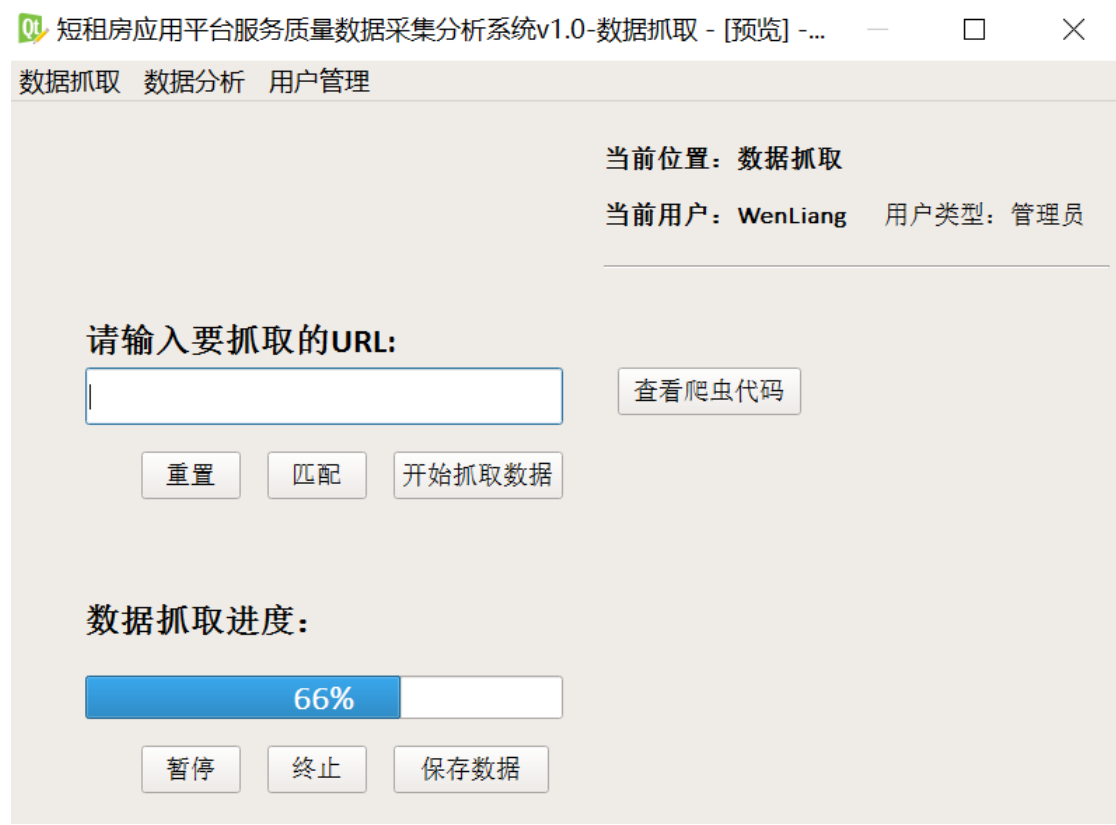 短租房应用平台服务质量数据采集分析系统v1.0-数据抓取 - [预览] -...
数据抓取 数据分析 用户管理
当前位置：数据抓取
当前用户：WenLiang 用户类型：管理员
请输入要抓取的URL:
查看爬虫代码
重置 匹配 开始抓取数据
数据抓取进度：
66%
暂停 终止 保存数据